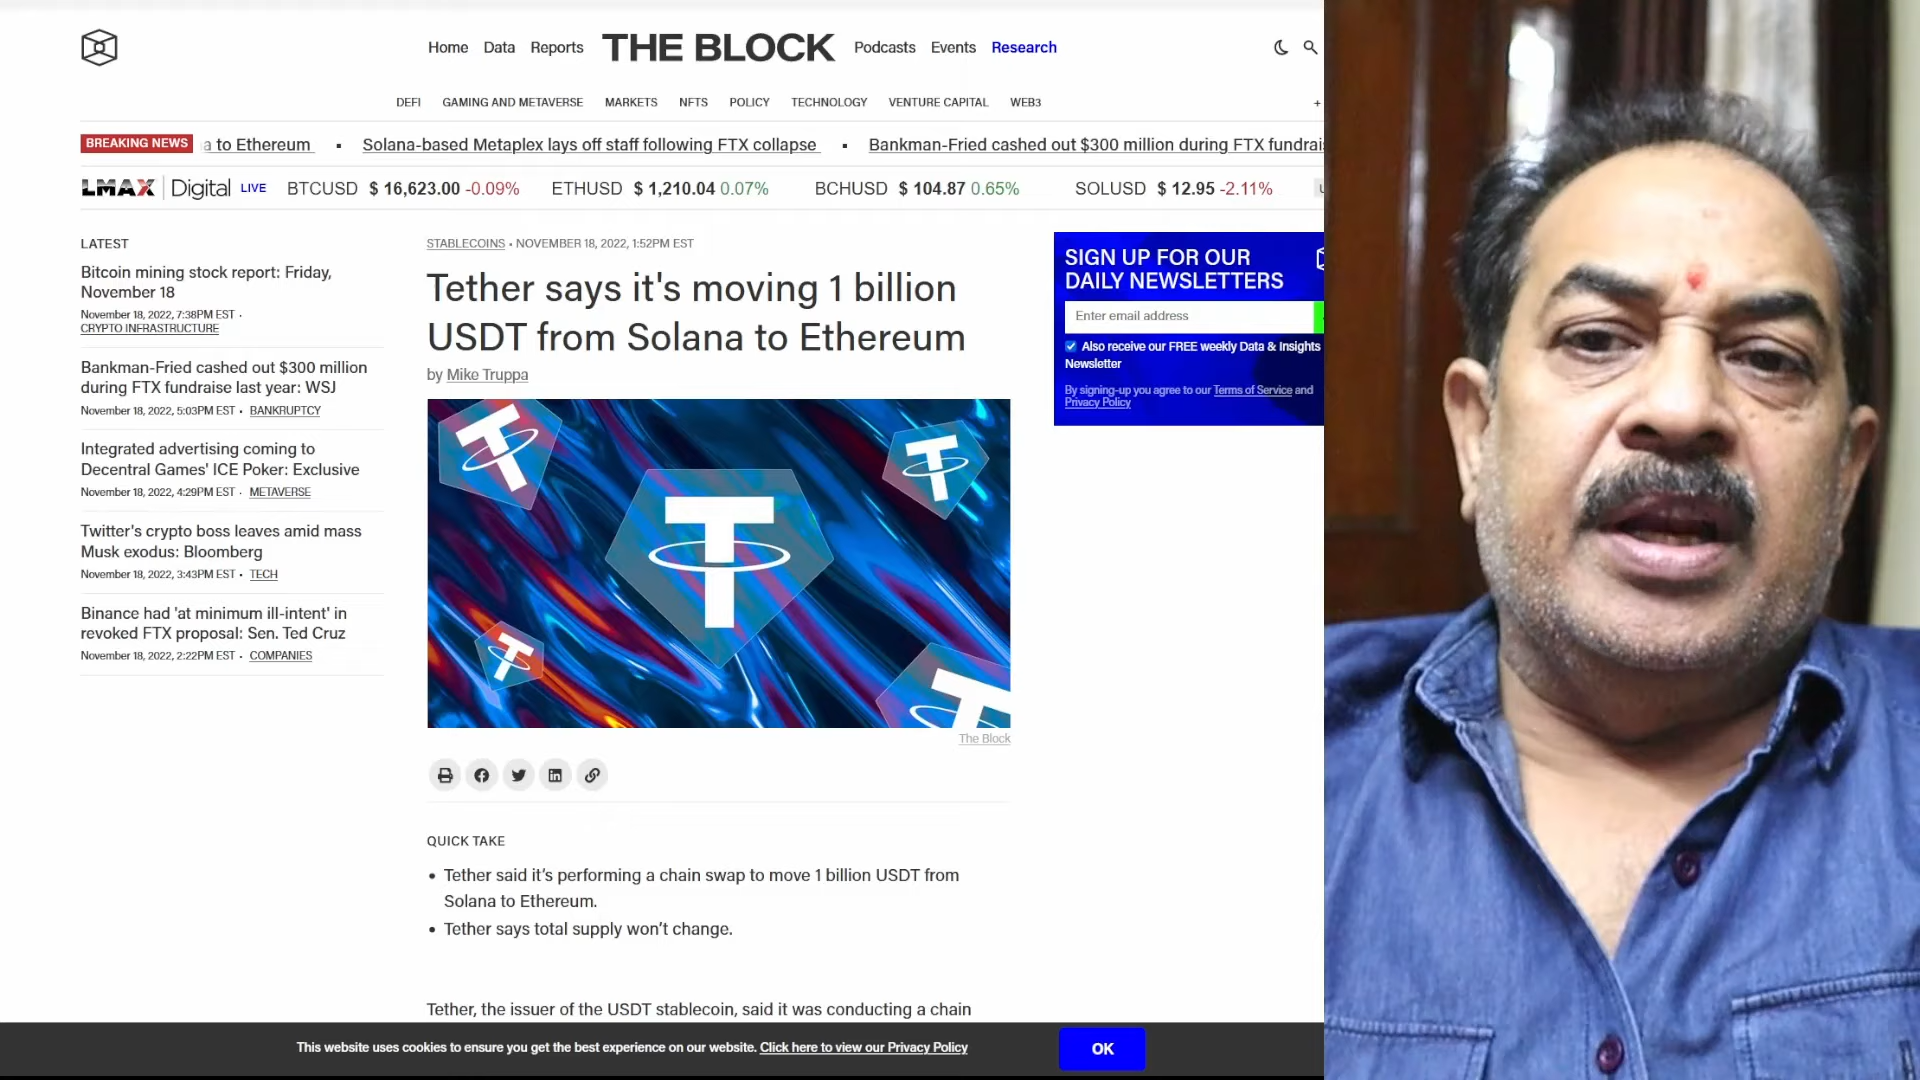 Home Data Reports THE BLOCK Podcasts Events Research
DEFI GAMING AND METAVERSE MARKETS NFTS POLICY TECHNOLOGY VENTURE CAPITAL WEB3 +
BREAKING NEWS a to Ethereum ▪ Solana-based Metaplex lays off staff following FTX collapse ▪ Bankman-Fried cashed out $300 million during FTX fundrai
LMAX Digital LIVE BTCUSD $ 16,623.00 -0.09% ETHUSD $ 1,210.04 0.07% BCHUSD $ 104.87 0.65% SOLUSD $ 12.95 -2.11%
LATEST
Bitcoin mining stock report: Friday,
November 18
November 18, 2022, 7:38PM EST •
CRYPTO INFRASTRUCTURE
Bankman-Fried cashed out $300 million
during FTX fundraise last year: WSJ
November 18, 2022, 5:03PM EST • BANKRUPTCY
Integrated advertising coming to
Decentral Games' ICE Poker: Exclusive
November 18, 2022, 4:29PM EST • METAVERSE
Twitter's crypto boss leaves amid mass
Musk exodus: Bloomberg
November 18, 2022, 3:43PM EST • TECH
Binance had 'at minimum ill-intent' in
revoked FTX proposal: Sen. Ted Cruz
November 18, 2022, 2:22PM EST • COMPANIES
STABLECOINS • NOVEMBER 18, 2022, 1:52PM EST
Tether says it's moving 1 billion
USDT from Solana to Ethereum
by Mike Truppa
The Block
QUICK TAKE
• Tether said it's performing a chain swap to move 1 billion USDT from
Solana to Ethereum.
• Tether says total supply won't change.
Tether, the issuer of the USDT stablecoin, said it was conducting a chain
SIGN UP FOR OUR
DAILY NEWSLETTERS
Enter email address
Also receive our FREE weekly Data & Insights
Newsletter
By signing-up you agree to our Terms of Service and
Privacy Policy
This website uses cookies to ensure you get the best experience on our website. Click here to view our Privacy Policy OK